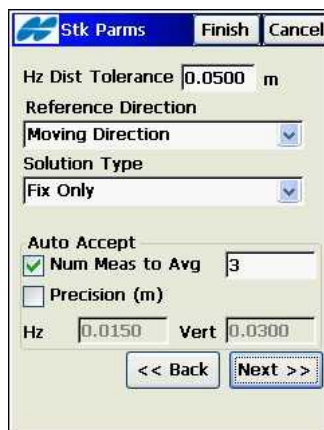 Stk Parms Finish Cancel
Hz Dist Tolerance 0.0500 m
Reference Direction
Moving Direction
Solution Type
Fix Only
Auto Accept
Num Meas to Avg 3
Precision (m)
Hz 0.0150 Vert 0.0300
<< Back Next >>